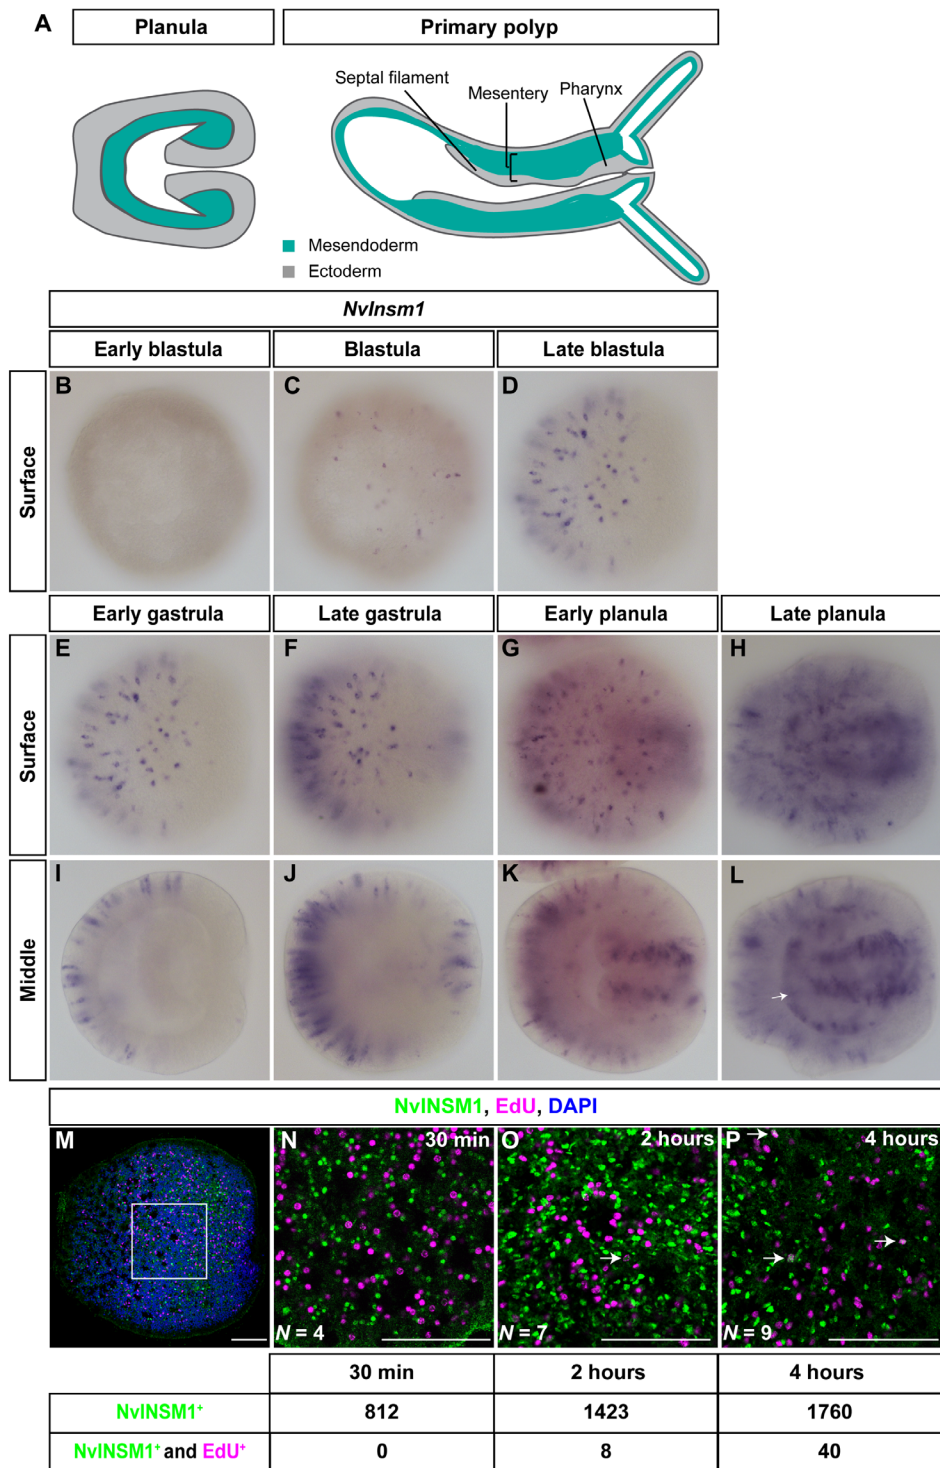 A
Planula
Primary polyp
Septal filament
Mesentery
Pharynx
Mesendoderm
Ectoderm
NvInsm1
Early blastula
Blastula
Late blastula
Surface
B
C
D
Early gastrula
Late gastrula
Early planula
Late planula
Surface
E
F
G
H
Middle
I
J
K
L
NvINSM1, EdU, DAPI
M
N
30 min
N = 4
O
2 hours
N = 7
P
4 hours
N = 9
30 min 2 hours 4 hours
NvINSM1+ 812 1423 1760
NvINSM1+ and EdU+ 0 8 40